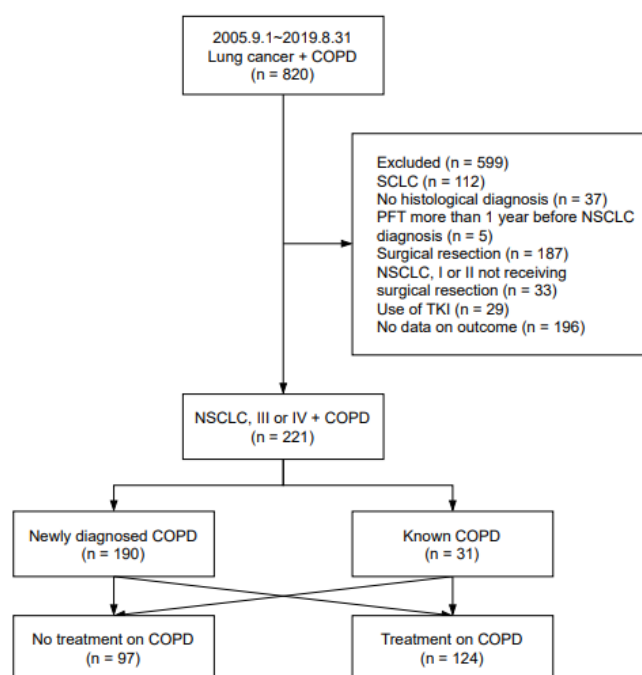 2005.9.1~2019.8.31
Lung cancer + COPD
(n = 820)
Excluded (n = 599)
SCLC (n = 112)
No histological diagnosis (n = 37)
PFT more than 1 year before NSCLC
diagnosis (n = 5)
Surgical resection (n = 187)
NSCLC, I or II not receiving
surgical resection (n = 33)
Use of TKI (n = 29)
No data on outcome (n = 196)
NSCLC, III or IV + COPD
(n = 221)
Newly diagnosed COPD
(n = 190)
Known COPD
(n = 31)
No treatment on COPD
(n = 97)
Treatment on COPD
(n = 124)